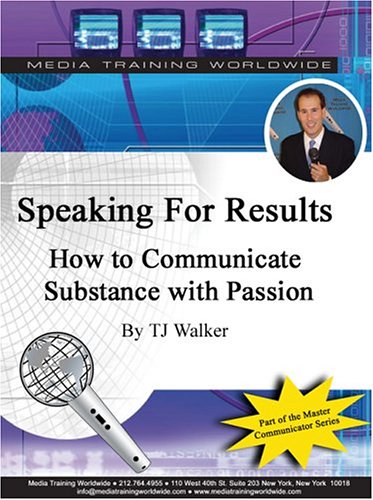 MEDIA TRAINING WORLDWIDE
Speaking For Results
How to Communicate
Substance with Passion
By TJ Walker
Part of the Master
Communicator Series
Media Training Worldwide • 212.764.4955 • 110 West 40th St. Suite 203 New York, New York 10018
info@mediatrainingworldwide.com • www.mediatrainingworldwide.com